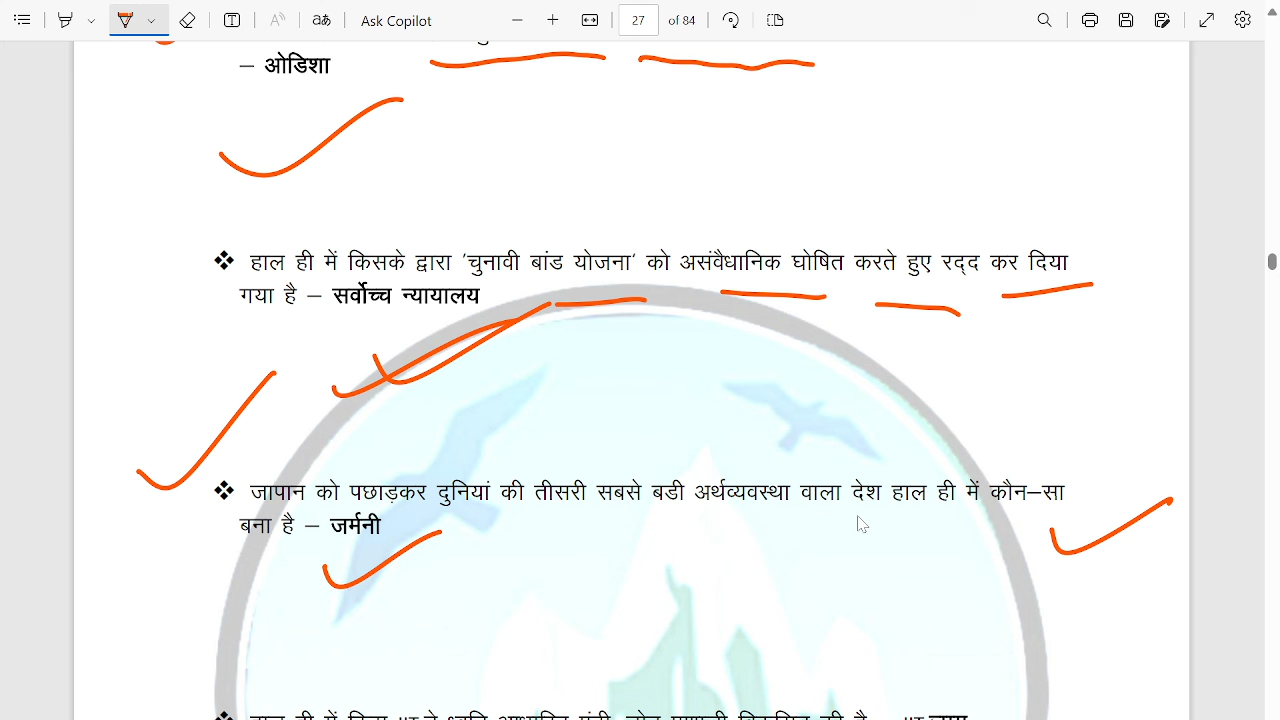 Ask Copilot
27 of 84
– ओडिशा
❖ हाल ही में किसके द्वारा 'चुनावी बांड योजना' को असंवैधानिक घोषित करते हुए रद्द कर दिया
गया है – सर्वोच्च न्यायालय
❖ जापान को पछाड़कर दुनियां की तीसरी सबसे बडी अर्थव्यवस्था वाला देश हाल ही में कौन–सा
बना है – जर्मनी
❖ हाल ही में